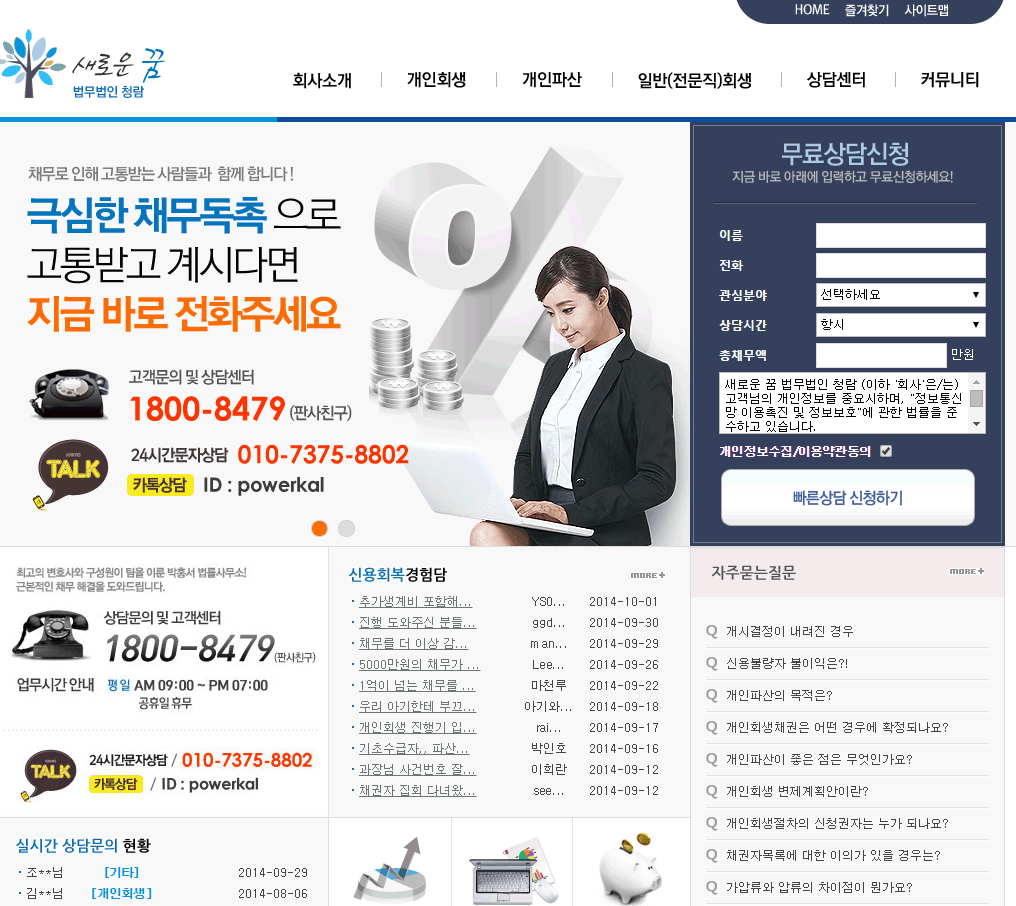 HOME 즐겨찾기 사이트맵
새로운 꿈
법무법인 청람
회사소개 개인회생 개인파산 일반(전문직)회생 상담센터 커뮤니티
채무로 인해 고통받는 사람들과 함께 합니다!
극심한 채무독촉 으로
고통받고 계시다면
지금 바로 전화주세요
고객문의 및 상담센터
1800-8479 (판사친구)
TALK
24시간문자상담 010-7375-8802
카톡상담 ID : powerkal
무료상담신청
지금 바로 아래에 입력하고 무료신청하세요!
이름
전화
관심분야 선택하세요
상담시간 항시
총채무액 만원
새로운 꿈 법무법인 청람 (이하 '회사'은/는)
고객님의 개인정보를 중요시하며, "정보통신
망 이용촉진 및 정보보호"에 관한 법률을 준
수하고 있습니다.
개인정보수집/이용약관동의
빠른상담 신청하기
최고의 변호사와 구성원이 팀을 이룬 박흥서 법률사무소!
근본적인 채무 해결을 도와드립니다.
상담문의 및 고객센터
1800-8479 (판사친구)
업무시간 안내 평일 AM 09:00 ~ PM 07:00
공휴일 휴무
TALK
24시간문자상담 / 010-7375-8802
카톡상담 / ID : powerkal
실시간 상담문의 현황
조**님 [기타] 2014-09-29
김**님 [개인회생] 2014-08-06
신용회복경험담 MORE+
추가생계비 포함해... YSO... 2014-10-01
진행 도와주신 분들... ggd... 2014-09-30
채무를 더 이상 감... man... 2014-09-29
5000만원의 채무가 ... Lee... 2014-09-26
1억이 넘는 채무를 ... 마천루 2014-09-22
우리 아기한테 부끄... 아기와... 2014-09-18
개인회생 진행기 입... rai... 2014-09-17
기초수급자,, 파산... 박인호 2014-09-16
과장님 사건번호 잘... 이희란 2014-09-12
채권자 집회 다녀왔... see... 2014-09-12
자주묻는질문 MORE+
Q 개시결정이 내려진 경우
Q 신용불량자 불이익은?!
Q 개인파산의 목적은?
Q 개인회생채권은 어떤 경우에 확정되나요?
Q 개인파산이 좋은 점은 무엇인가요?
Q 개인회생 변제계획안이란?
Q 개인회생절차의 신청권자는 누가 되나요?
Q 채권자목록에 대한 이의가 있을 경우는?
Q 가압류와 압류의 차이점이 뭔가요?